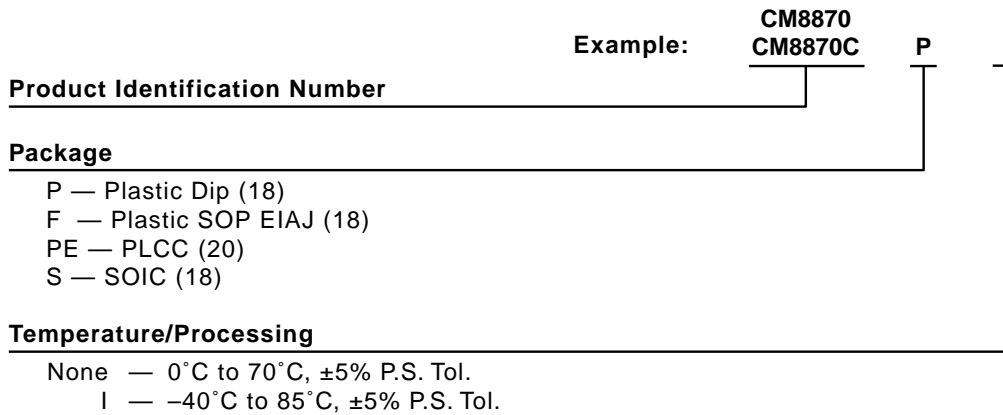 CM8870
Example: CM8870C P
Product Identification Number
Package
P — Plastic Dip (18)
F — Plastic SOP EIAJ (18)
PE — PLCC (20)
S — SOIC (18)
Temperature/Processing
None — 0˚C to 70˚C, ±5% P.S. Tol.
I — –40˚C to 85˚C, ±5% P.S. Tol.